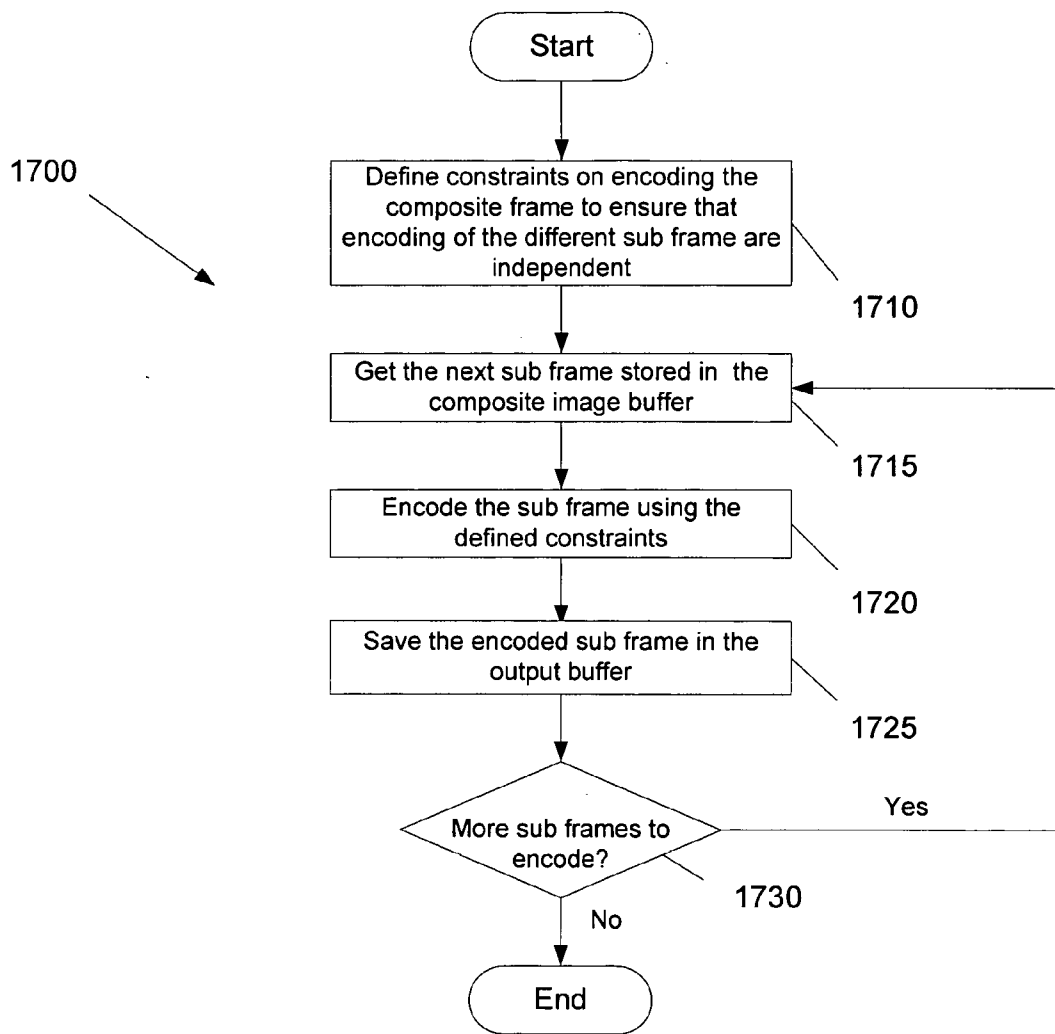 Start
1700
Define constraints on encoding the
composite frame to ensure that
encoding of the different sub frame are
independent
1710
Get the next sub frame stored in the
composite image buffer
1715
Encode the sub frame using the
defined constraints
1720
Save the encoded sub frame in the
output buffer
1725
Yes
More sub frames to
encode?
1730
No
End